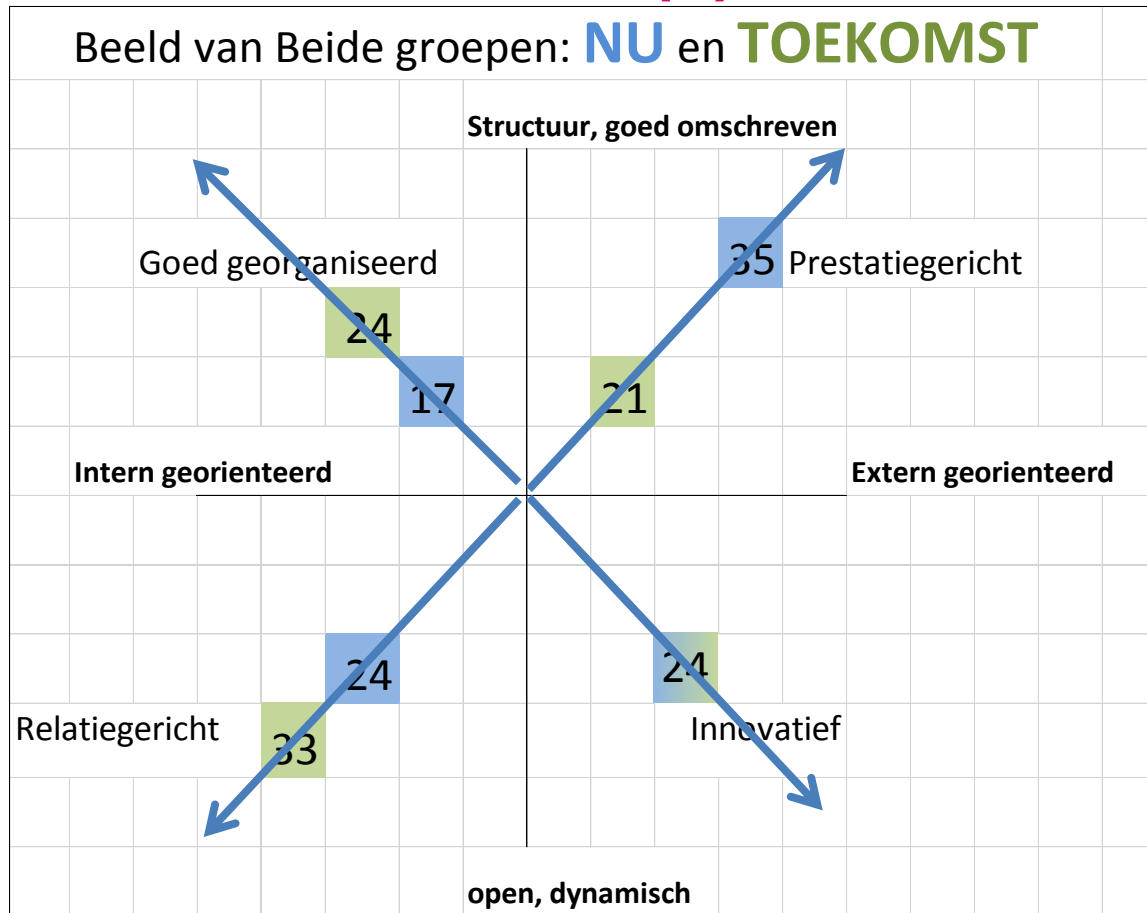 Beeld van Beide groepen: NU en TOEKOMST
Structuur, goed omschreven
35 Prestatiegericht
Goed georganiseerd
24
17
21
Intern georienteerd
Extern georienteerd
24
24
Relatiegericht
33
Innovatief
open, dynamisch